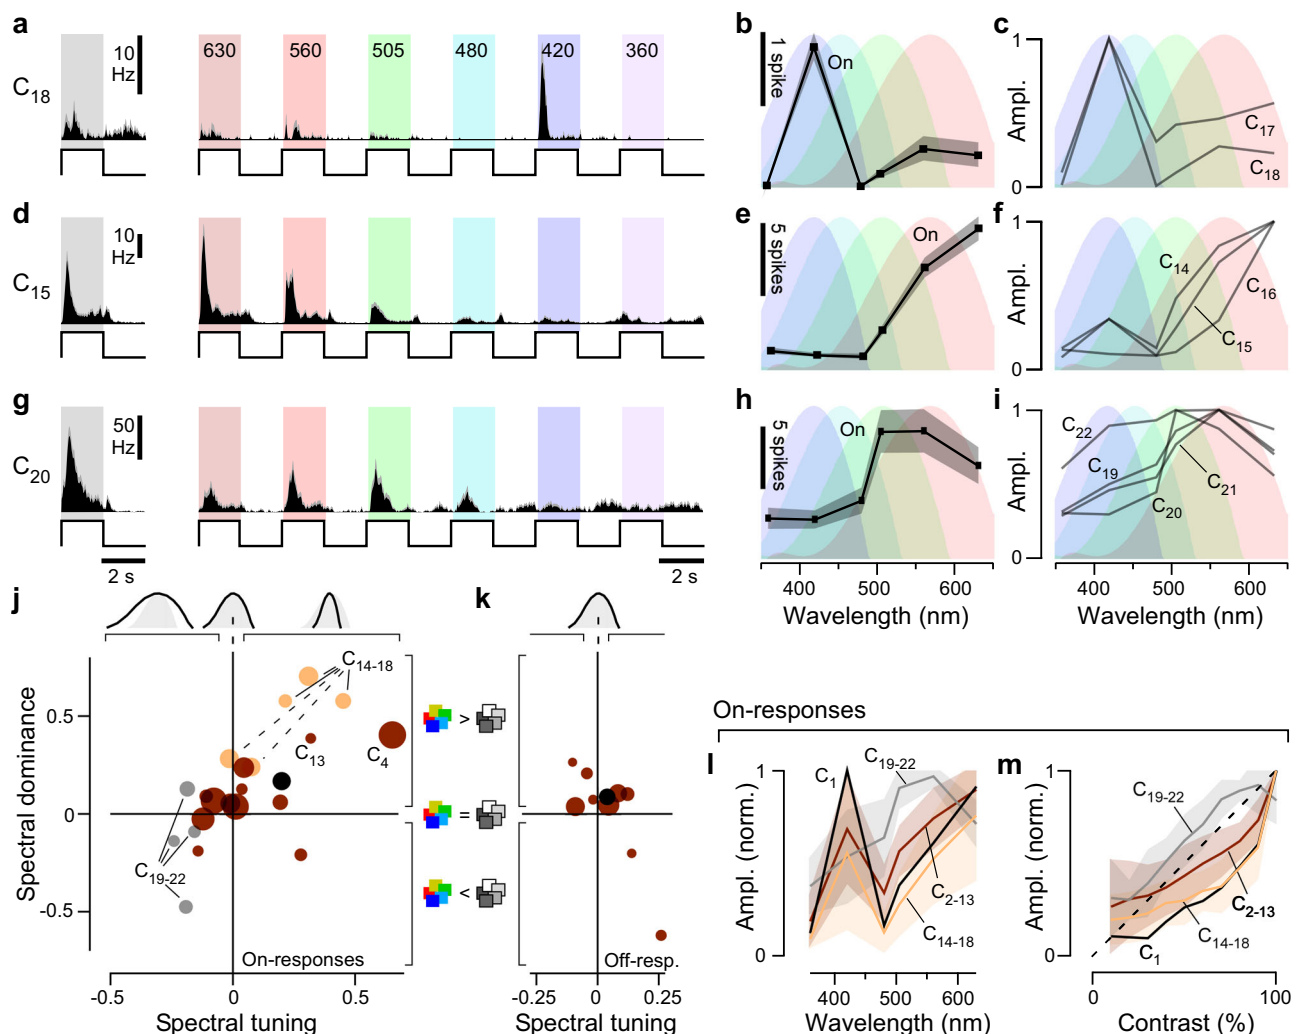 a
10
Hz
630
560
505
480
420
360
C18
b
1 spike
On
c
1
Ampl.
0
C17
C18
d
10
Hz
C15
e
5 spikes
On
f
1
Ampl.
0
C14
C16
C15
g
50
Hz
C20
2 s
2 s
h
5 spikes
On
400
500
600
Wavelength (nm)
i
1
Ampl.
0
C22
C19
C21
C20
400
500
600
Wavelength (nm)
j
Spectral dominance
0.5
0
-0.5
C14-18
C13
C4
C19-22
On-responses
-0.5
0
0.5
Spectral tuning
>
=
<
k
Off-resp.
-0.25
0
0.25
Spectral tuning
On-responses
l
1
Ampl. (norm.)
0
C1
C19-22
C2-13
C14-18
400
500
600
Wavelength (nm)
m
1
Ampl. (norm.)
0
C19-22
C2-13
C14-18
C1
0
100
Contrast (%)